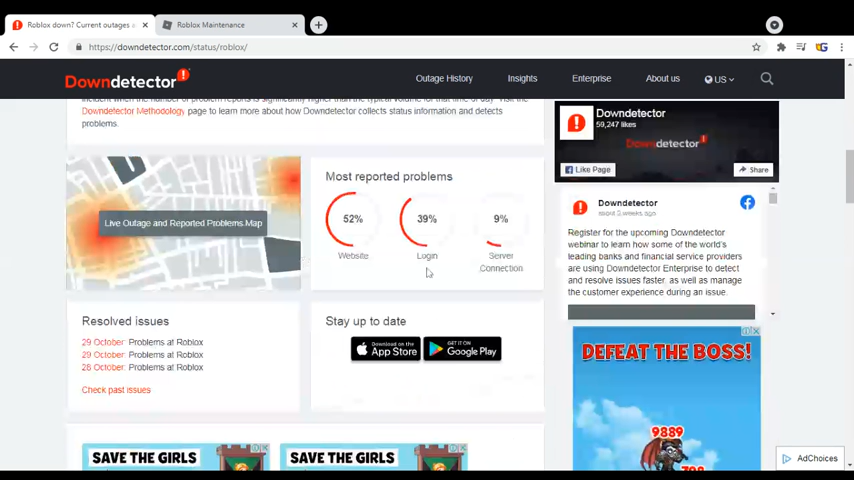 Roblox down? Current outages a
Roblox Maintenance
https://downdetector.com/status/roblox/
Downdetector
Outage History
Insights
Enterprise
About us
US
incident when the number of problem reports is significantly higher than the typical volume for that time of day. Visit the
Downdetector Methodology page to learn more about how Downdetector collects status information and detects
problems.
Live Outage and Reported Problems Map
Most reported problems
52%
39%
9%
Website
Login
Server
Connection
Resolved issues
29 October: Problems at Roblox
29 October: Problems at Roblox
28 October: Problems at Roblox
Check past issues
Stay up to date
Download on the
App Store
GET IT ON
Google Play
Downdetector
59,247 likes
Downdetector
Like Page
Share
Downdetector
Register for the upcoming Downdetector
webinar to learn how some of the world's
leading banks and financial service providers
are using Downdetector Enterprise to detect
and resolve issues faster, as well as manage
the customer experience during an issue.
DEFEAT THE BOSS!
9889
798
SAVE THE GIRLS
SAVE THE GIRLS
AdChoices